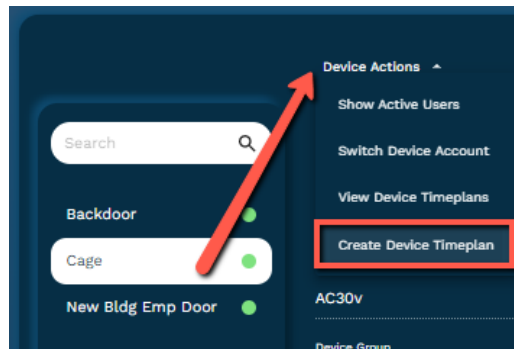 Device Actions
Show Active Users
Search
Switch Device Account
View Device Timeplans
Backdoor
Create Device Timeplan
Cage
AC30v
New Bldg Emp Door
Device Group